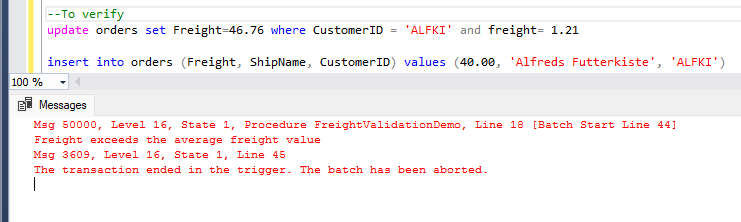 --To verify
update orders set Freight=46.76 where CustomerID = 'ALFKI' and freight= 1.21
insert into orders (Freight, ShipName, CustomerID) values (40.00, 'Alfreds Futterkiste', 'ALFKI')
100 %
Messages
Msg 50000, Level 16, State 1, Procedure FreightValidationDemo, Line 18 [Batch Start Line 44]
Freight exceeds the average freight value
Msg 3609, Level 16, State 1, Line 45
The transaction ended in the trigger. The batch has been aborted.